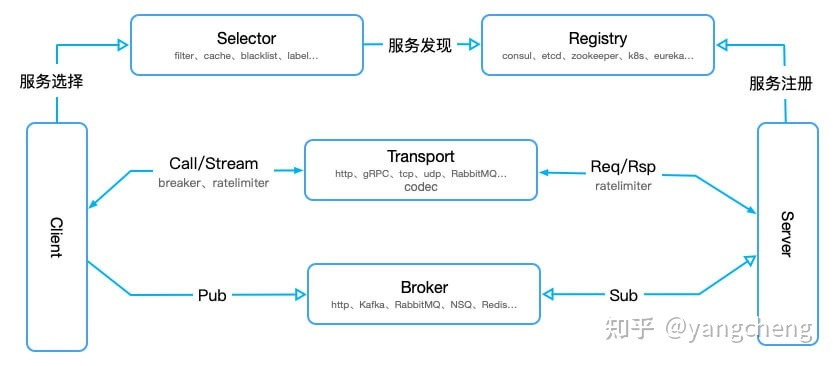 Selector
filter、cache、blacklist、label...
服务发现
Registry
consul、etcd、zookeeper、k8s、eureka...
服务选择
服务注册
Client
Call/Stream
breaker、ratelimiter
Transport
http、gRPC、tcp、udp、RabbitMQ...
codec
Req/Rsp
ratelimiter
Server
Pub
Broker
http、Kafka、RabbitMQ、NSQ、Redis...
Sub
知乎 @yangcheng